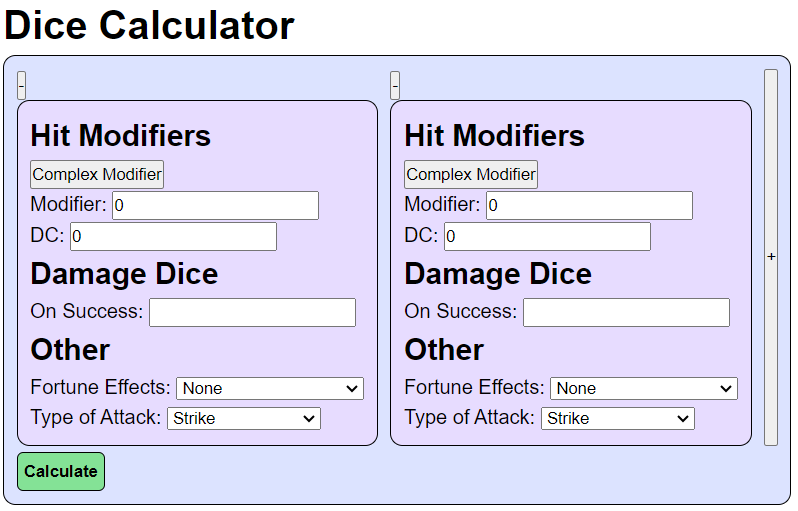 Dice Calculator
-
Hit Modifiers
Complex Modifier
Modifier: 0
DC: 0
Damage Dice
On Success:
Other
Fortune Effects: None
Type of Attack: Strike
-
Hit Modifiers
Complex Modifier
Modifier: 0
DC: 0
Damage Dice
On Success:
Other
Fortune Effects: None
Type of Attack: Strike
+
Calculate